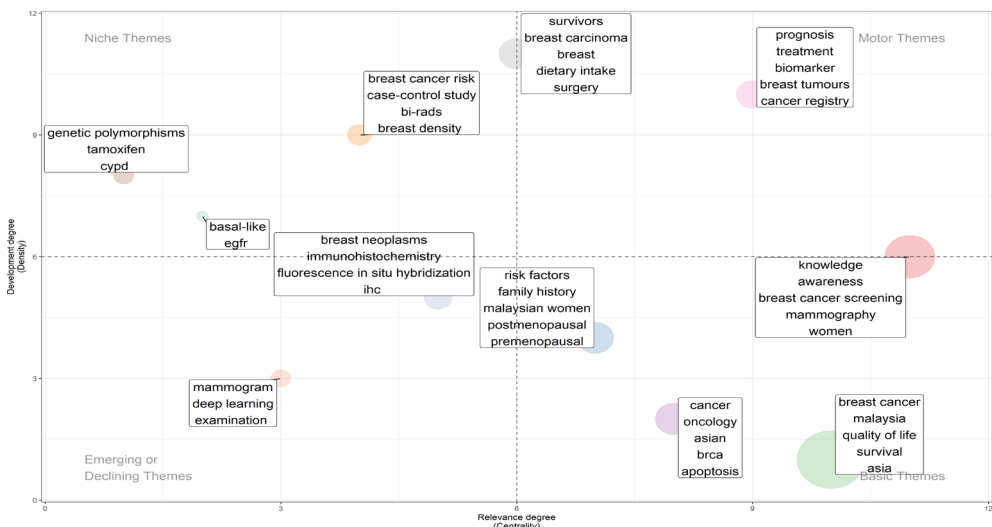 12
Niche Themes
survivors
breast carcinoma
breast
dietary intake
surgery
prognosis
treatment
biomarker
breast tumours
cancer registry
Motor Themes
breast cancer risk
case-control study
bi-rads
breast density
9
genetic polymorphisms
tamoxifen
cypd
basal-like
egfr
Development degree
(Density)
6
breast neoplasms
immunohistochemistry
fluorescence in situ hybridization
ihc
risk factors
family history
malaysian women
postmenopausal
premenopausal
knowledge
awareness
breast cancer screening
mammography
women
3
mammogram
deep learning
examination
cancer
oncology
asian
brca
apoptosis
breast cancer
malaysia
quality of life
survival
asia
Emerging or
Declining Themes
Basic Themes
0
0
3
6
9
12
Relevance degree
(Centrality)